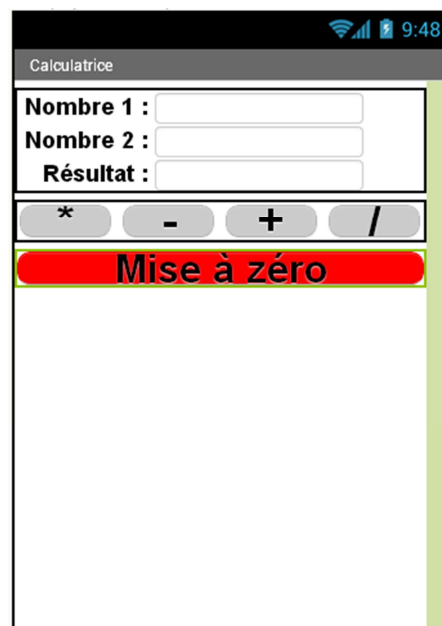 9:48
Calculatrice
Nombre 1 :
Nombre 2 :
Résultat :
* - + /
Mise à zéro